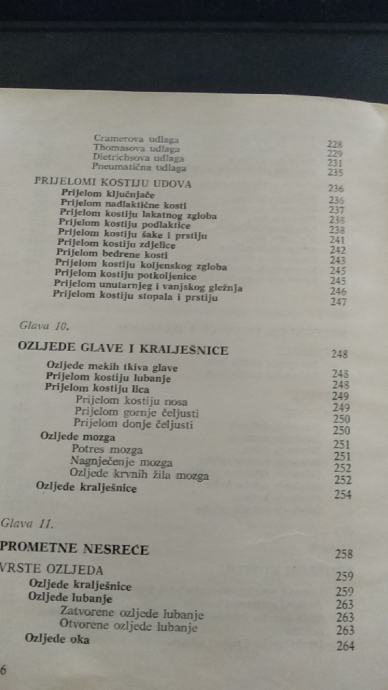 Cramerova udlaga 228
Thomasova udlaga 229
Dietrichsova udlaga 231
Pneumatična udlaga 235
PRIJELOMI KOSTIJU UDOVA 236
Prijelom ključnjače 236
Prijelom nadlaktične kosti 237
Prijelom kostiju lakatnog zgloba 238
Prijelom kostiju podlaktice 238
Prijelom kostiju šake i prstiju 241
Prijelom kostiju zdjelice 242
Prijelom bedrene kosti 243
Prijelom kostiju koljenskog zgloba 245
Prijelom kostiju potkoljenice 245
Prijelom unutarnjeg i vanjskog gležnja 246
Prijelom kostiju stopala i prstiju 247
Glava 10.
OZLJEDE GLAVE I KRALJEŠNICE 248
Ozljede mekih tkiva glave 248
Prijelom kostiju lubanje 248
Prijelom kostiju lica 249
Prijelom kostiju nosa 249
Prijelom gornje čeljusti 250
Prijelom donje čeljusti 250
Ozljede mozga 251
Potres mozga 251
Nagnječenje mozga 252
Ozljede krvnih žila mozga 252
Ozljede kralješnice 254
Glava 11.
PROMETNE NESREĆE 258
VRSTE OZLJEDA 259
Ozljede kralješnice 259
Ozljede lubanje 263
Zatvorene ozljede lubanje 263
Otvorene ozljede lubanje 263
Ozljede oka 264
6